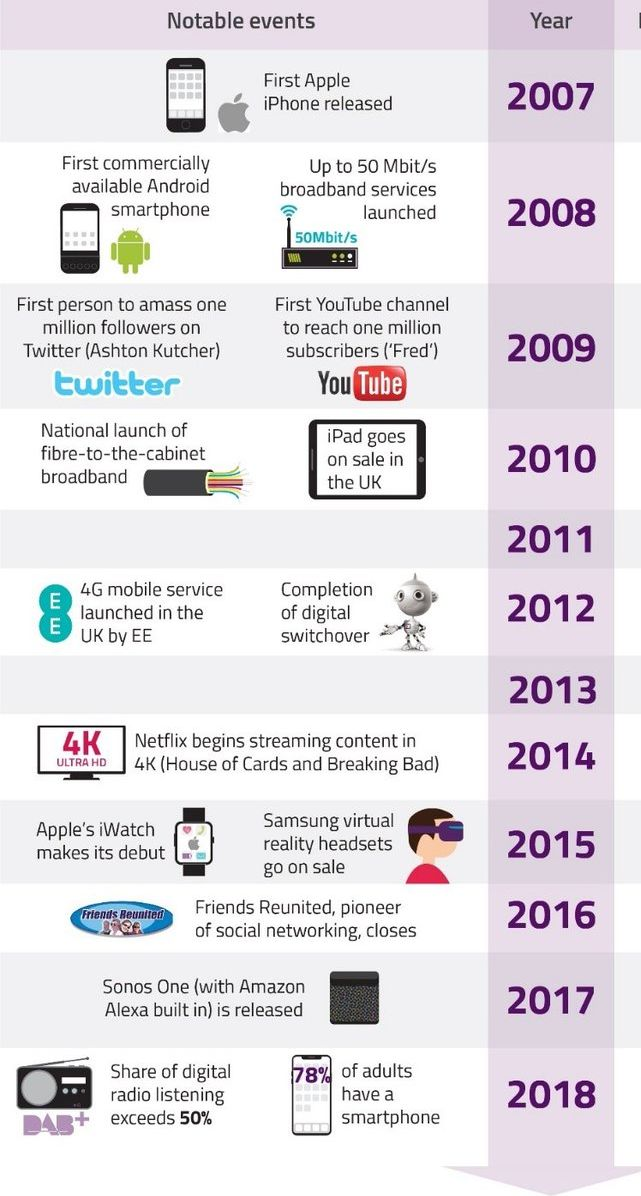 Notable events
Year
First Apple
iPhone released
2007
First commercially
available Android
smartphone
Up to 50 Mbit/s
broadband services
launched
50Mbit/s
2008
First person to amass one
million followers on
Twitter (Ashton Kutcher)
twitter
First YouTube channel
to reach one million
subscribers (‘Fred’)
YouTube
2009
National launch of
fibre-to-the-cabinet
broadband
iPad goes
on sale in
the UK
2010
2011
EE
4G mobile service
launched in the
UK by EE
Completion
of digital
switchover
2012
2013
4K
ULTRA HD
Netflix begins streaming content in
4K (House of Cards and Breaking Bad)
2014
Apple’s iWatch
makes its debut
Samsung virtual
reality headsets
go on sale
2015
Friends Reunited
Friends Reunited, pioneer
of social networking, closes
2016
Sonos One (with Amazon
Alexa built in) is released
2017
DAB+
Share of digital
radio listening
exceeds 50%
78% of adults
have a
smartphone
2018